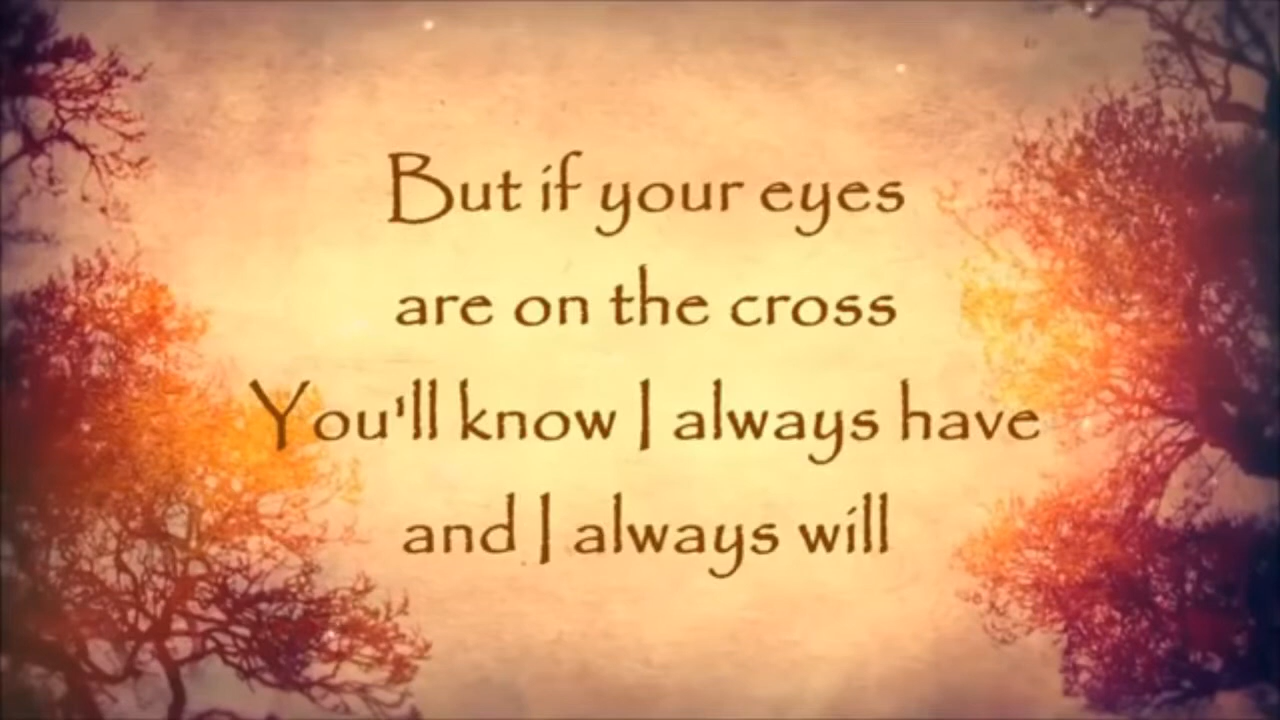 But if your eyes
are on the cross
You'll know I always have
and I always will